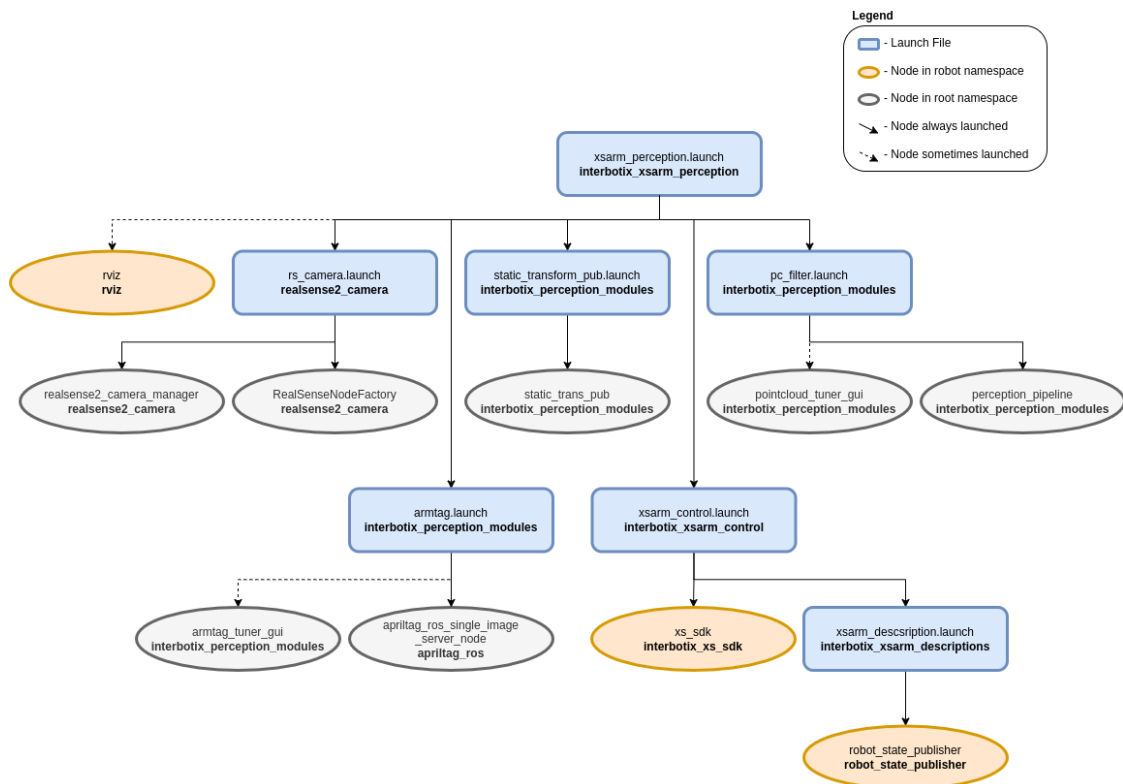 Legend
- Launch File
- Node in robot namespace
- Node in root namespace
- Node always launched
- Node sometimes launched
xsarm_perception.launch
interbotix_xsarm_perception
rviz
rviz
rs_camera.launch
realsense2_camera
static_transform_pub.launch
interbotix_perception_modules
pc_filter.launch
interbotix_perception_modules
realsense2_camera_manager
realsense2_camera
RealSenseNodeFactory
realsense2_camera
static_trans_pub
interbotix_perception_modules
pointcloud_tuner_gui
interbotix_perception_modules
perception_pipeline
interbotix_perception_modules
armtag.launch
interbotix_perception_modules
xsarm_control.launch
interbotix_xsarm_control
armtag_tuner_gui
interbotix_perception_modules
apriltag_ros_single_image
_server_node
apriltag_ros
xs_sdk
interbotix_xs_sdk
xsarm_descsription.launch
interbotix_xsarm_descriptions
robot_state_publisher
robot_state_publisher